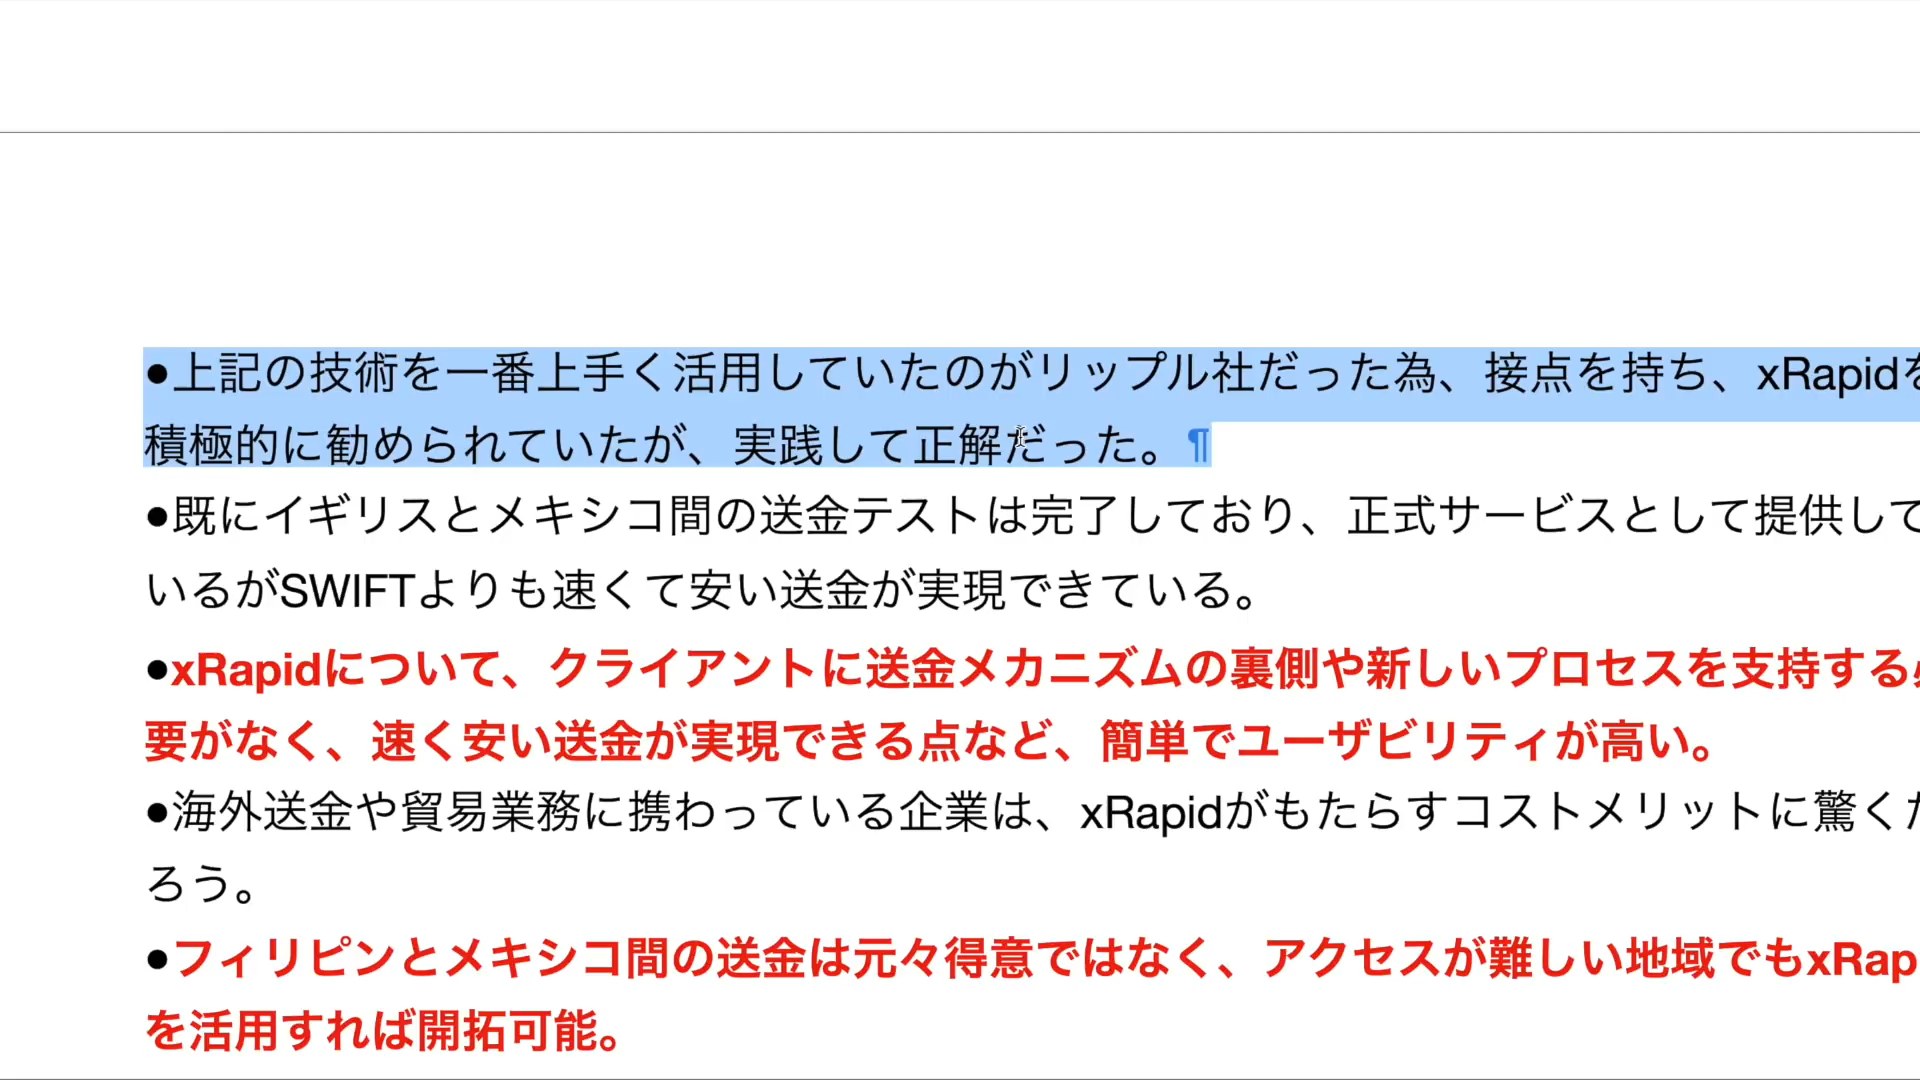 ●上記の技術を一番上手く活用していたのがリップル社だった為、接点を持ち、xRapidを
積極的に勧められていたが、実践して正解だった。¶
●既にイギリスとメキシコ間の送金テストは完了しており、正式サービスとして提供して
いるがSWIFTよりも速くて安い送金が実現できている。
●xRapidについて、クライアントに送金メカニズムの裏側や新しいプロセスを支持する必
要がなく、速く安い送金が実現できる点など、簡単でユーザビリティが高い。
●海外送金や貿易業務に携わっている企業は、xRapidがもたらすコストメリットに驚くだ
ろう。
●フィリピンとメキシコ間の送金は元々得意ではなく、アクセスが難しい地域でもxRap
を活用すれば開拓可能。